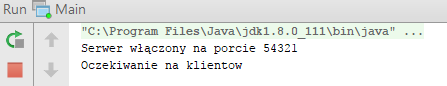 Run Main
"C:\Program Files\Java\jdk1.8.0_111\bin\java" ...
Serwer włączony na porcie 54321
Oczekiwanie na klientow